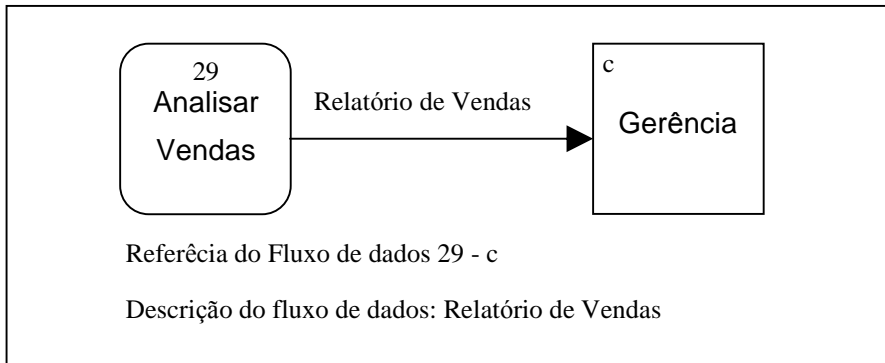 29
Analisar
Vendas
Relatório de Vendas
c
Gerência
Referêcia do Fluxo de dados 29 - c
Descrição do fluxo de dados: Relatório de Vendas